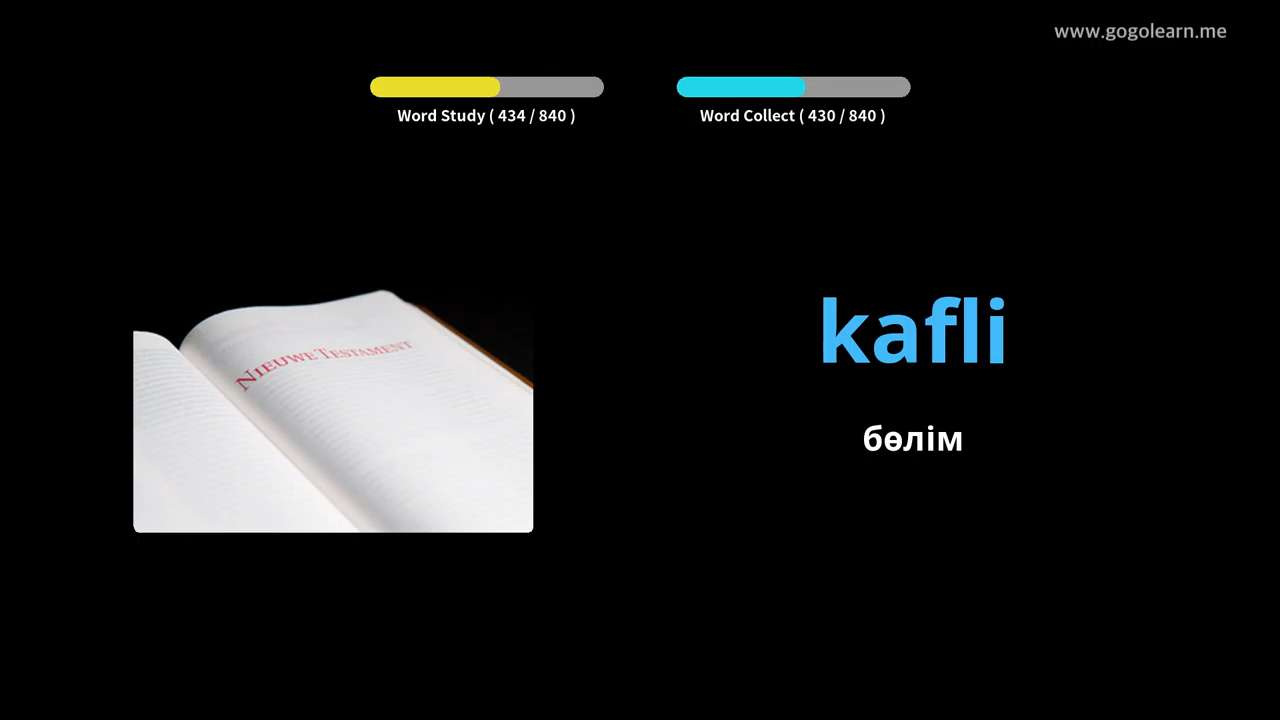 www.gogolearn.me
Word Study ( 434 / 840 )
Word Collect ( 430 / 840 )
NIEUWE TESTAMENT
kafli
бөлім